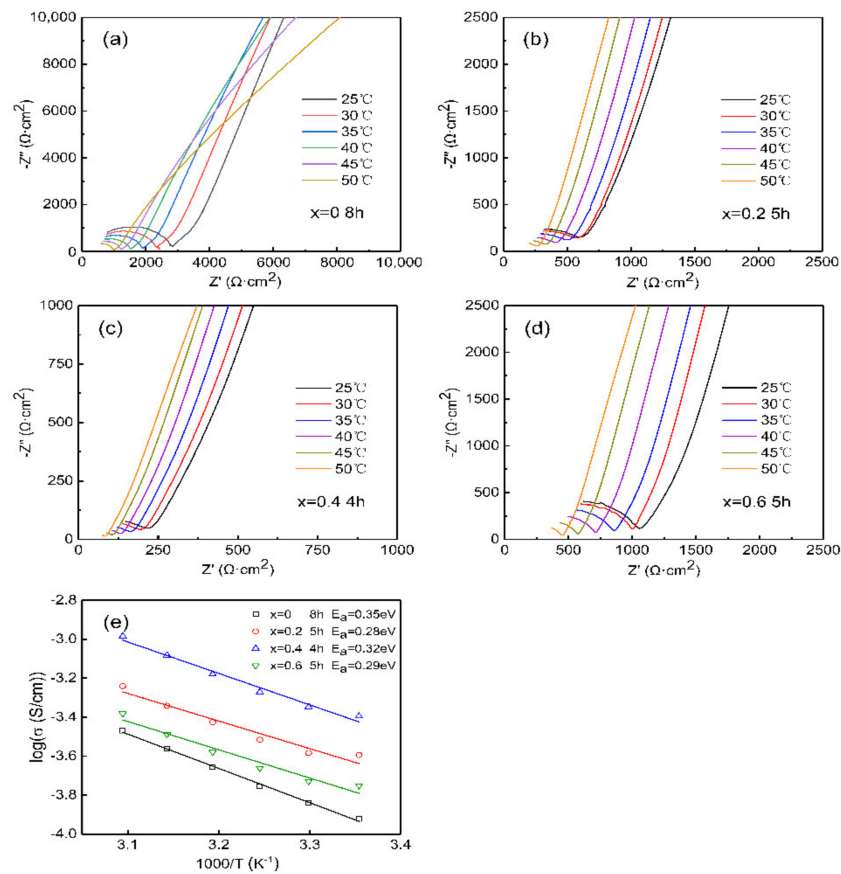 (a)
10,000
8000
6000
4000
2000
0
-Z" (Ω·cm²)
25℃
30℃
35℃
40℃
45℃
50℃
x=0 8h
0 2000 4000 6000 8000 10,000
Z' (Ω·cm²)
(b)
2500
2000
1500
1000
500
0
-Z" (Ω·cm²)
25℃
30℃
35℃
40℃
45℃
50℃
x=0.2 5h
0 500 1000 1500 2000 2500
Z' (Ω·cm²)
(c)
1000
750
500
250
0
-Z" (Ω·cm²)
25℃
30℃
35℃
40℃
45℃
50℃
x=0.4 4h
0 250 500 750 1000
Z' (Ω·cm²)
(d)
2500
2000
1500
1000
500
0
-Z" (Ω·cm²)
25℃
30℃
35℃
40℃
45℃
50℃
x=0.6 5h
0 500 1000 1500 2000 2500
Z' (Ω·cm²)
(e)
-2.8
-3.0
-3.2
-3.4
-3.6
-3.8
-4.0
log(σ (S/cm))
x=0 8h Eₐ=0.35eV
x=0.2 5h Eₐ=0.28eV
x=0.4 4h Eₐ=0.32eV
x=0.6 5h Eₐ=0.29eV
3.1 3.2 3.3 3.4
1000/T (K⁻¹)